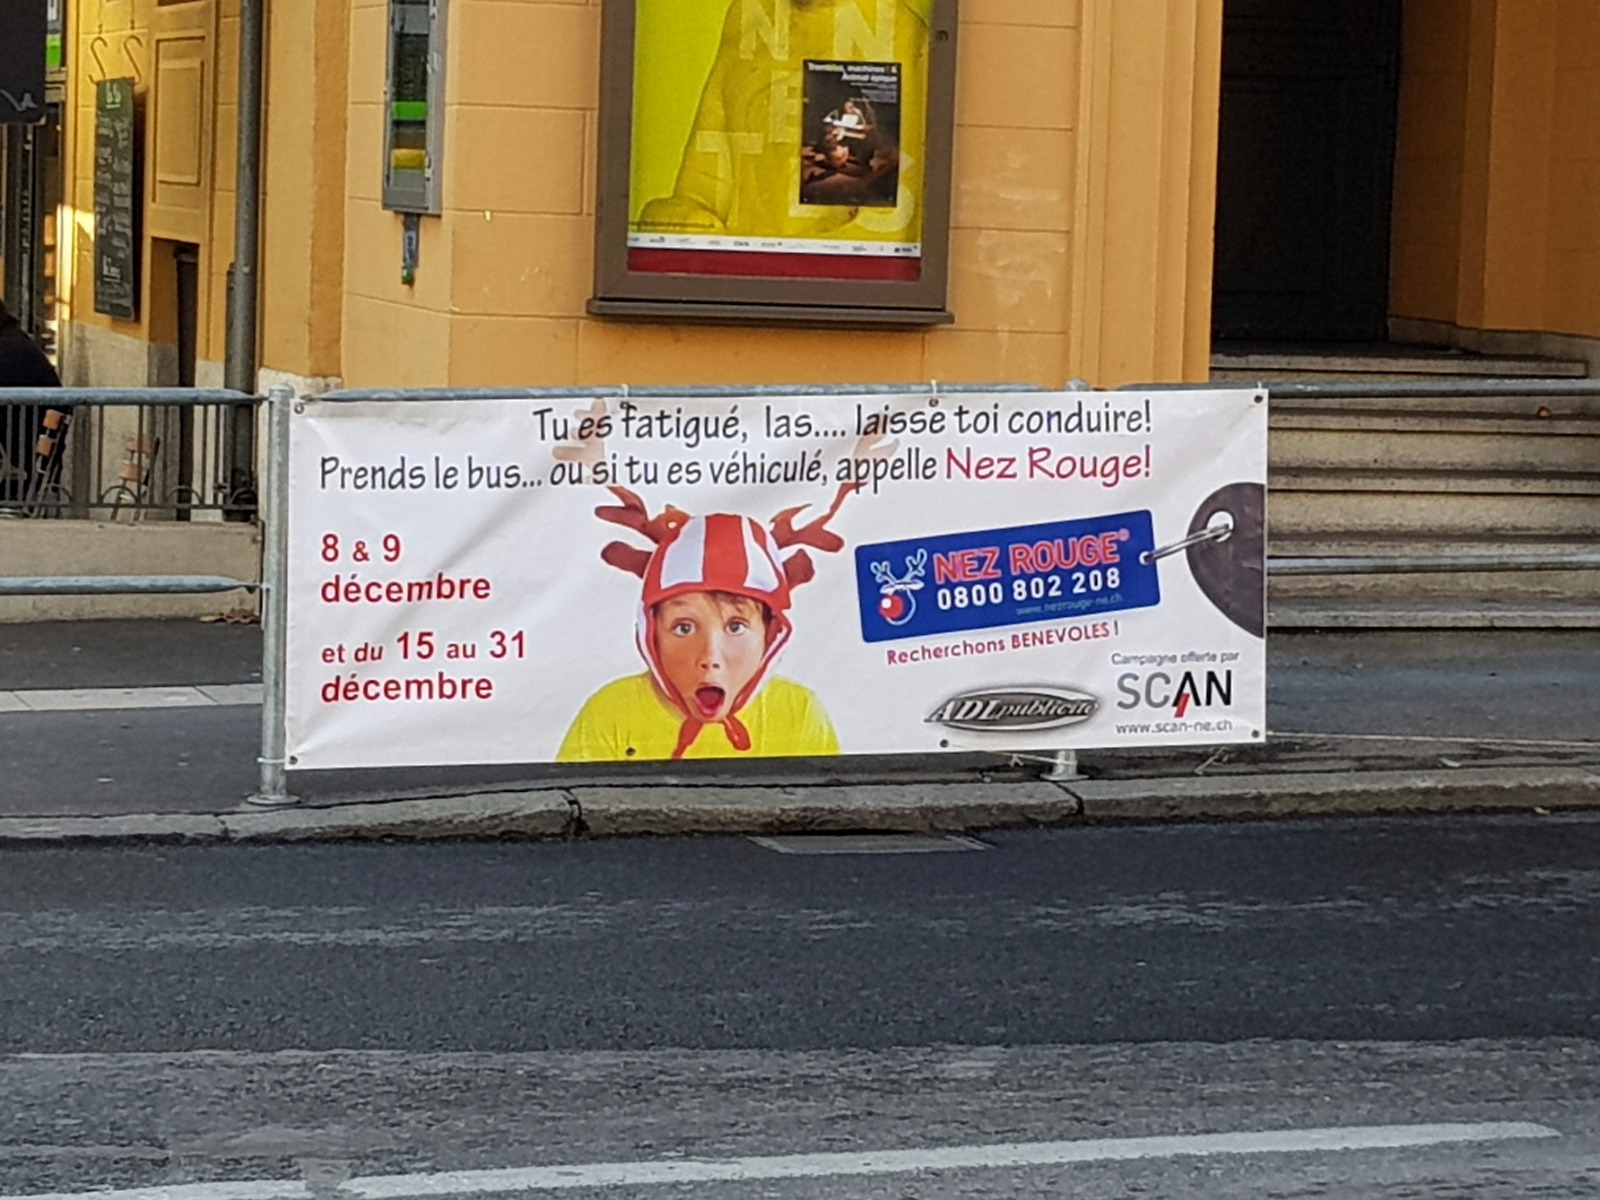 N N
N E
T E
S
Tu es fatigué, las.... laisse toi conduire!
Prends le bus... ou si tu es véhiculé, appelle Nez Rouge!
8 & 9
décembre
et du 15 au 31
décembre
NEZ ROUGE®
0800 802 208
www.nezrouge-ne.ch
Recherchons BENEVOLES !
Campagne offerte par
ADLpublicité
SCAN
www.scan-ne.ch